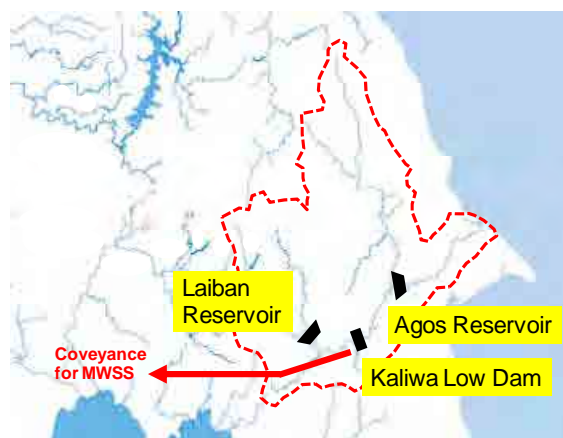 Laiban
Reservoir
Agos Reservoir
Coveyance
for MWSS
Kaliwa Low Dam